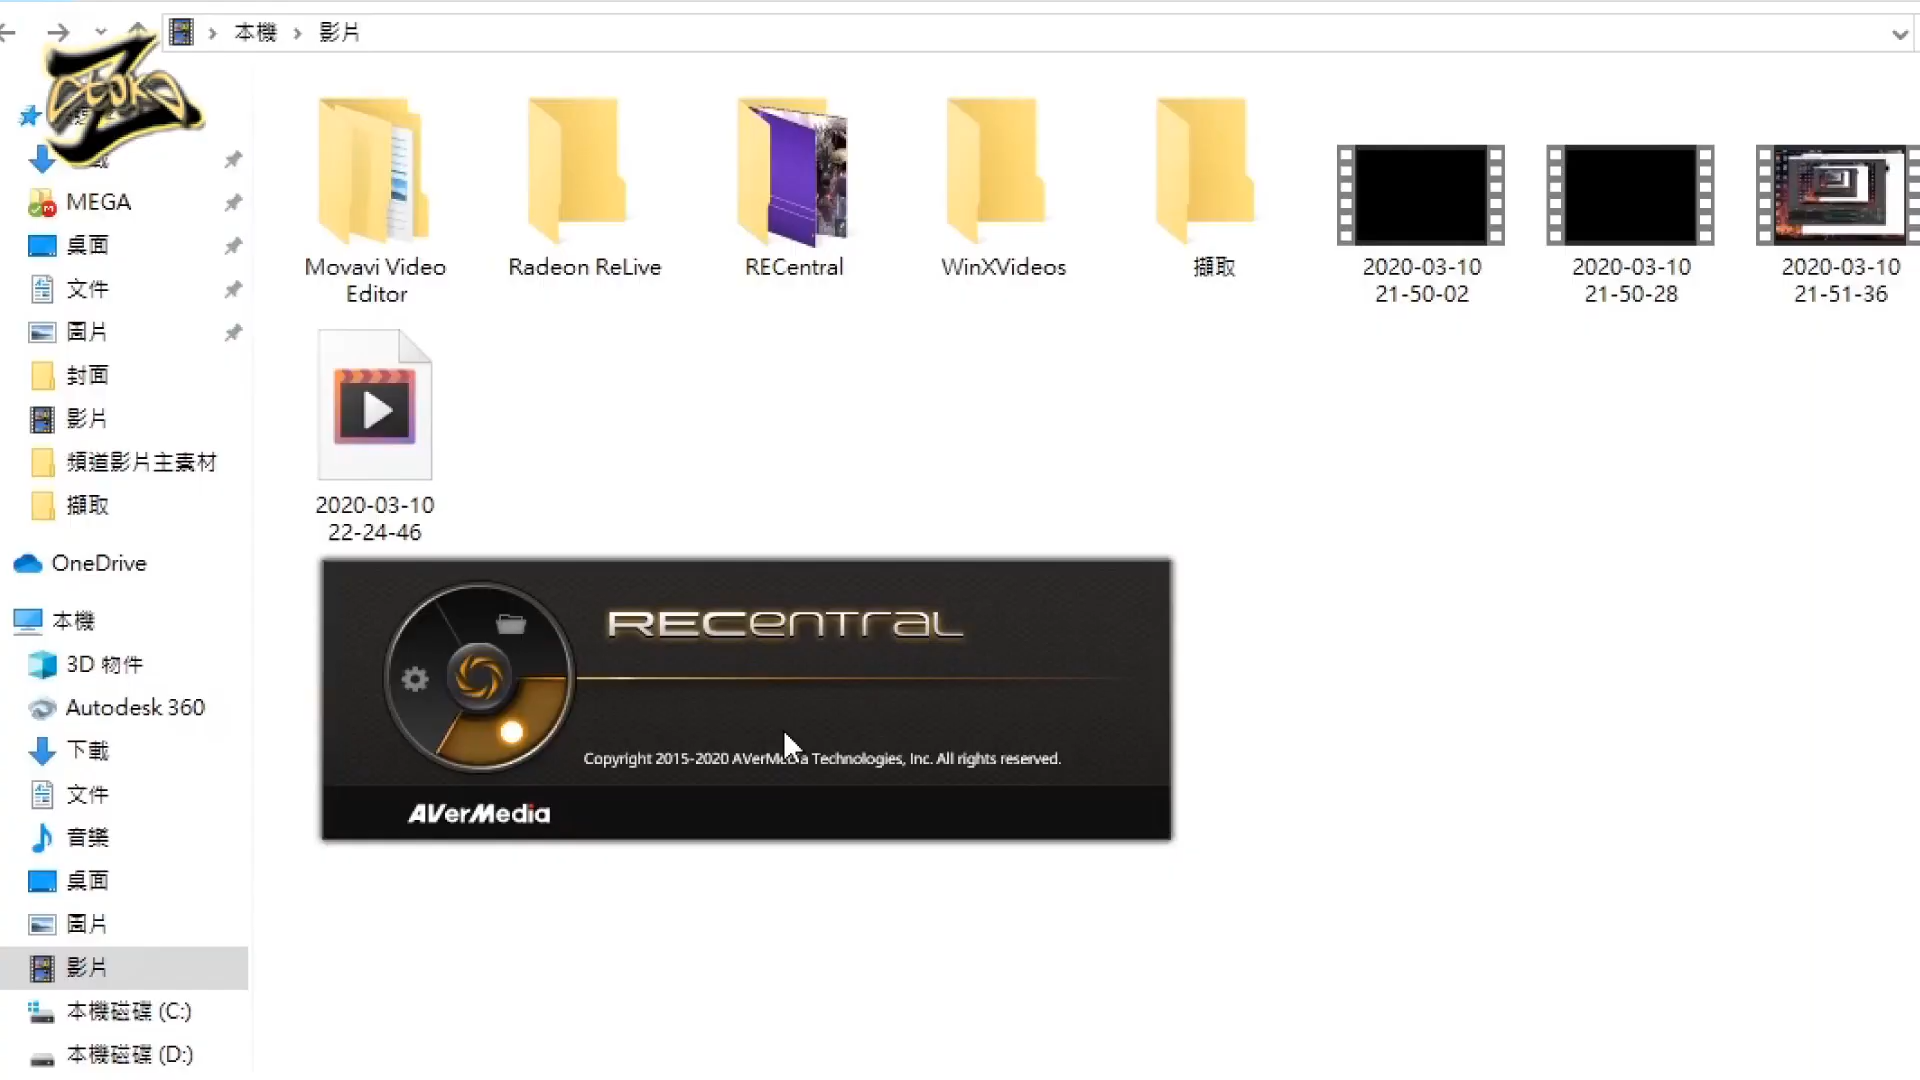 本機 影片
MEGA
桌面
文件
圖片
封面
影片
頻道影片主素材
擷取
OneDrive
本機
3D 物件
Autodesk 360
下載
文件
音樂
桌面
圖片
影片
本機磁碟 (C:)
本機磁碟 (D:)
Movavi Video
Editor
Radeon ReLive
RECentral
WinXVideos
擷取
2020-03-10
21-50-02
2020-03-10
21-50-28
2020-03-10
21-51-36
2020-03-10
22-24-46
RECentral
Copyright 2015-2020 AVerMedia Technologies, Inc. All rights reserved.
AVerMedia